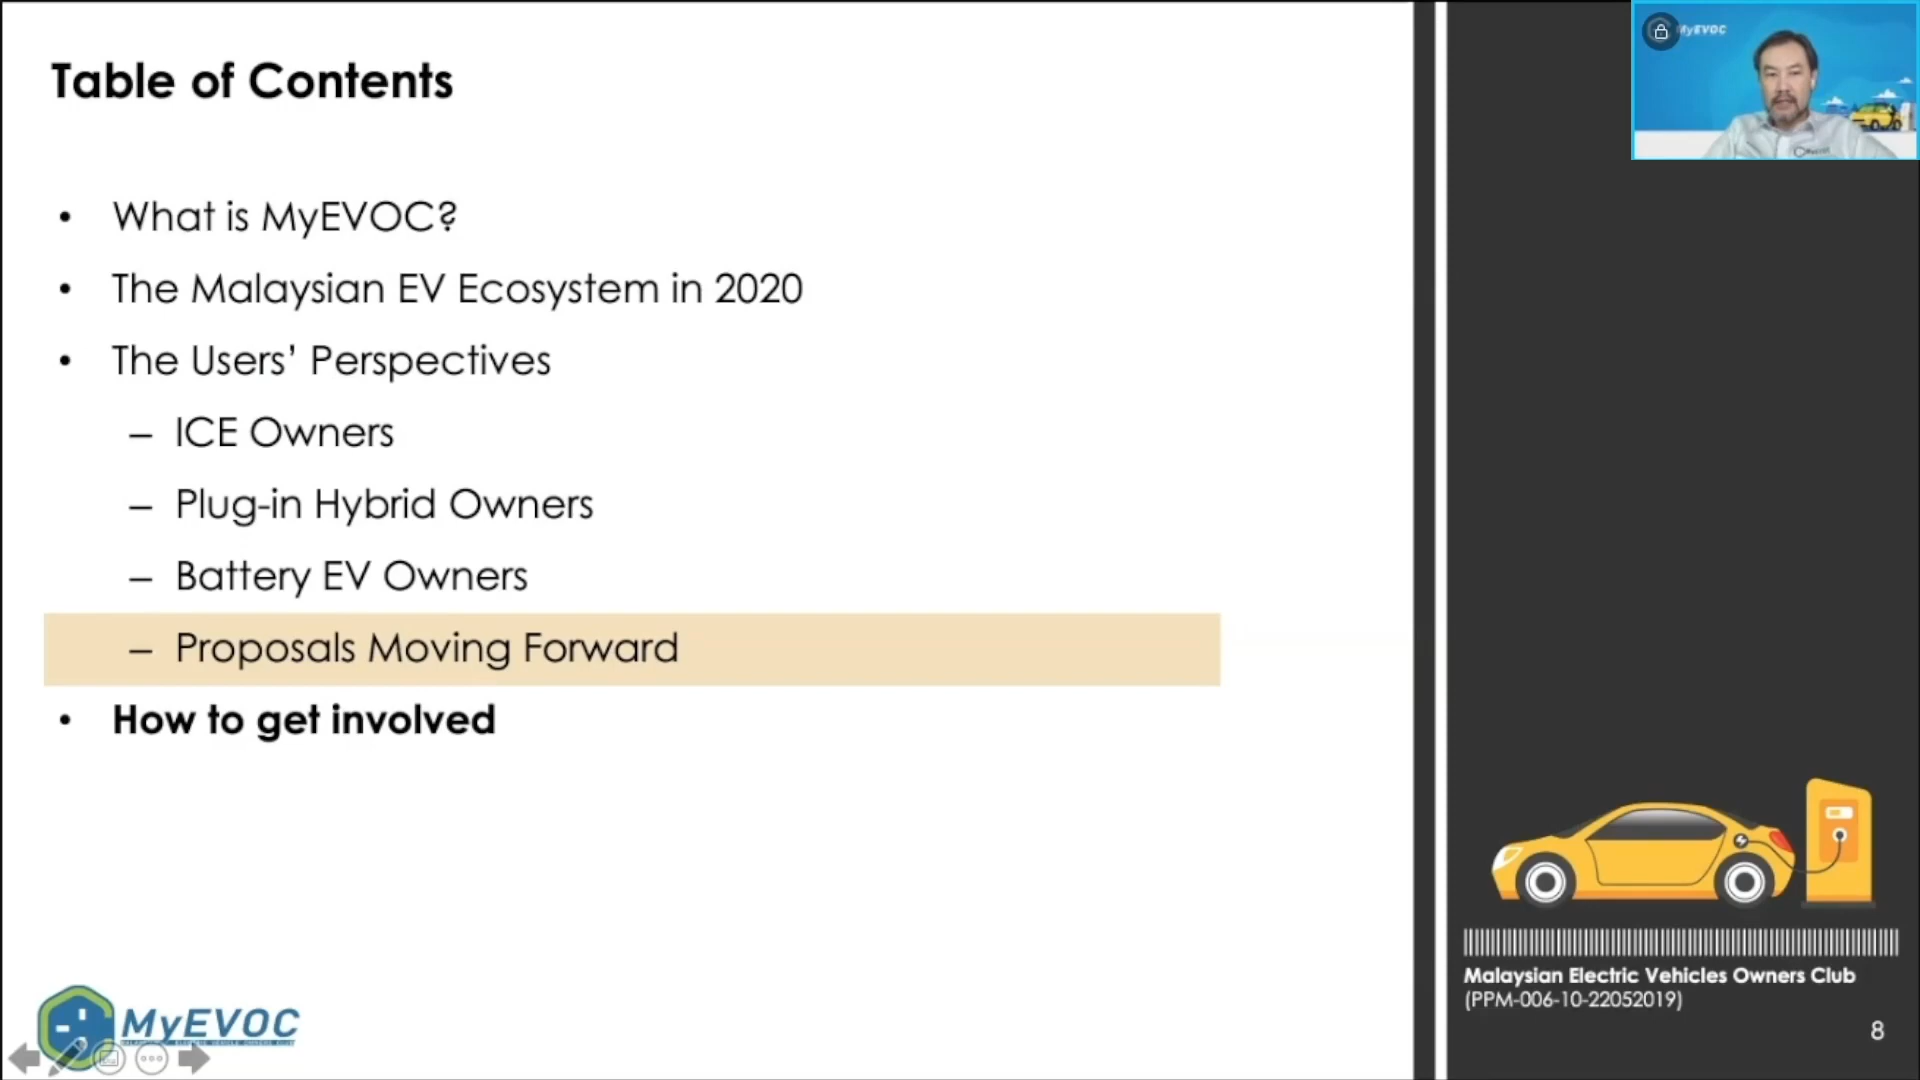 Table of Contents
MyEVOC
• What is MyEVOC?
• The Malaysian EV Ecosystem in 2020
• The Users’ Perspectives
– ICE Owners
– Plug-in Hybrid Owners
– Battery EV Owners
– Proposals Moving Forward
• How to get involved
MyEVOC
Malaysian Electric Vehicles Owners Club
(PPM-006-10-22052019)
8